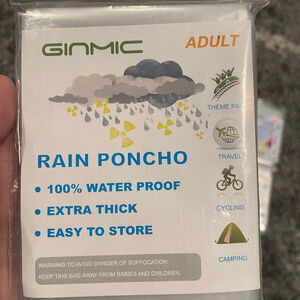 GINMIC
ADULT
THEME PA
RAIN PONCHO
TRAVEL
• 100% WATER PROOF
• EXTRA THICK
CYCLING
• EASY TO STORE
CAMPING
WARNING:TO AVOID DANGER OF SUFFOCATION.
KEEP TIHS BAG AWAY FROM BABIES AND CHILDREN.